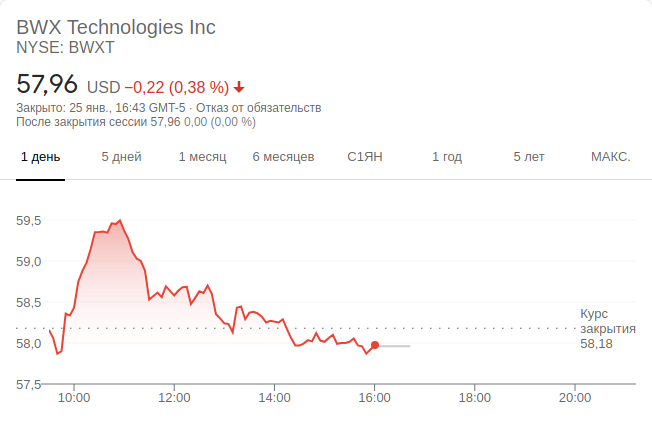 BWX Technologies Inc
NYSE: BWXT
57,96 USD −0,22 (0,38 %)
Закрыто: 25 янв., 16:43 GMT-5 · Отказ от обязательств
После закрытия сессии 57,96 0,00 (0,00 %)
1 день 5 дней 1 месяц 6 месяцев С1ЯН 1 год 5 лет МАКС.
59,5
59,0
58,5
Курс
закрытия
58,18
58,0
57,5
10:00 12:00 14:00 16:00 18:00 20:00